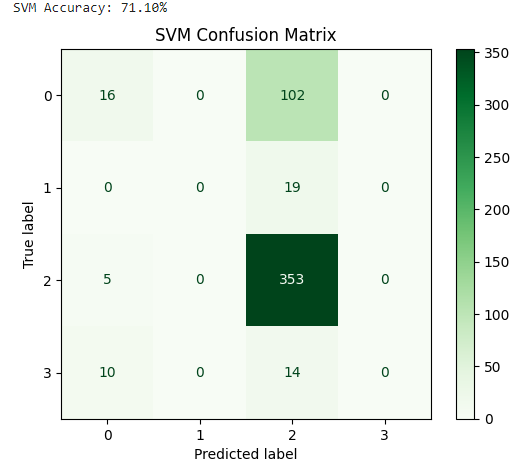 SVM Accuracy: 71.10%
SVM Confusion Matrix
0 16 0 102 0
1 0 0 19 0
2 5 0 353 0
3 10 0 14 0
0 1 2 3
True label
Predicted label
350
300
250
200
150
100
50
0